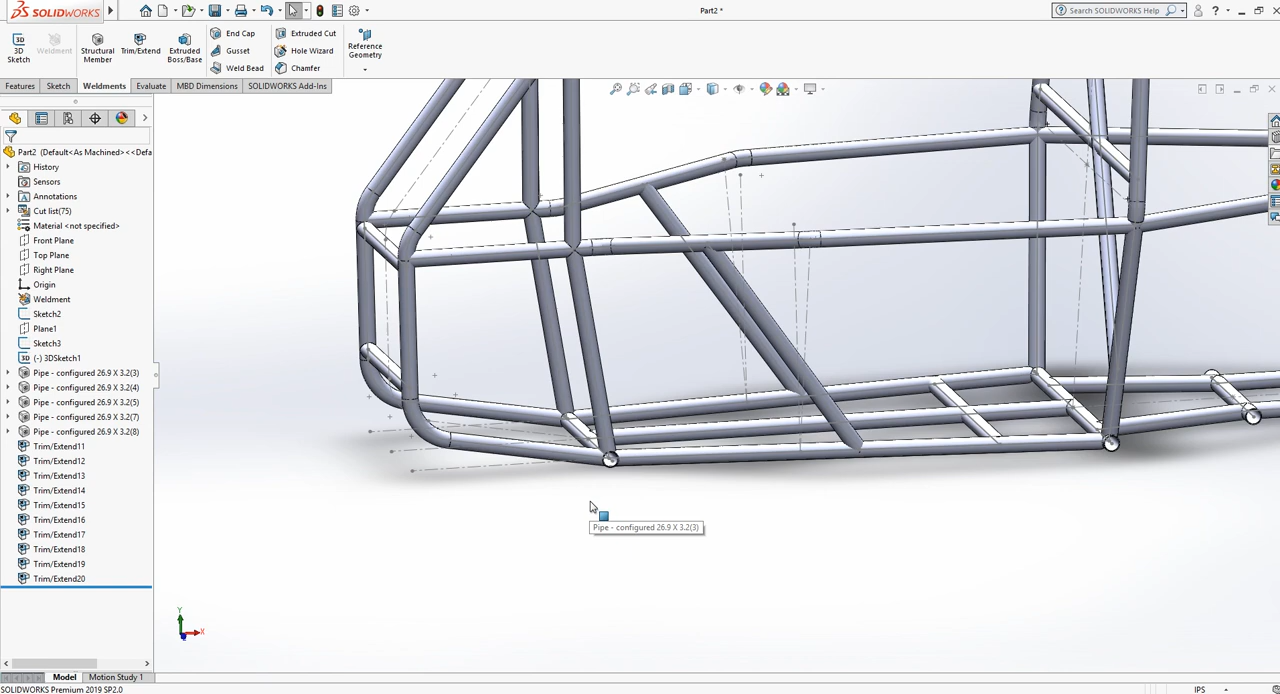 SOLIDWORKS
Part2 *
Search SOLIDWORKS Help
3D Sketch
Weldment
Structural Member
Trim/Extend
Extruded Boss/Base
End Cap
Gusset
Weld Bead
Extruded Cut
Hole Wizard
Chamfer
Reference Geometry
Features
Sketch
Weldments
Evaluate
MBD Dimensions
SOLIDWORKS Add-Ins
Part2 (Default<As Machined><<Defa
History
Sensors
Annotations
Cut list(75)
Material <not specified>
Front Plane
Top Plane
Right Plane
Origin
Weldment
Sketch2
Plane1
Sketch3
(-) 3DSketch1
Pipe - configured 26.9 X 3.2(3)
Pipe - configured 26.9 X 3.2(4)
Pipe - configured 26.9 X 3.2(5)
Pipe - configured 26.9 X 3.2(7)
Pipe - configured 26.9 X 3.2(8)
Trim/Extend11
Trim/Extend12
Trim/Extend13
Trim/Extend14
Trim/Extend15
Trim/Extend16
Trim/Extend17
Trim/Extend18
Trim/Extend19
Trim/Extend20
Pipe - configured 26.9 X 3.2(3)
Y
X
Model
Motion Study 1
SOLIDWORKS Premium 2019 SP2.0
IPS